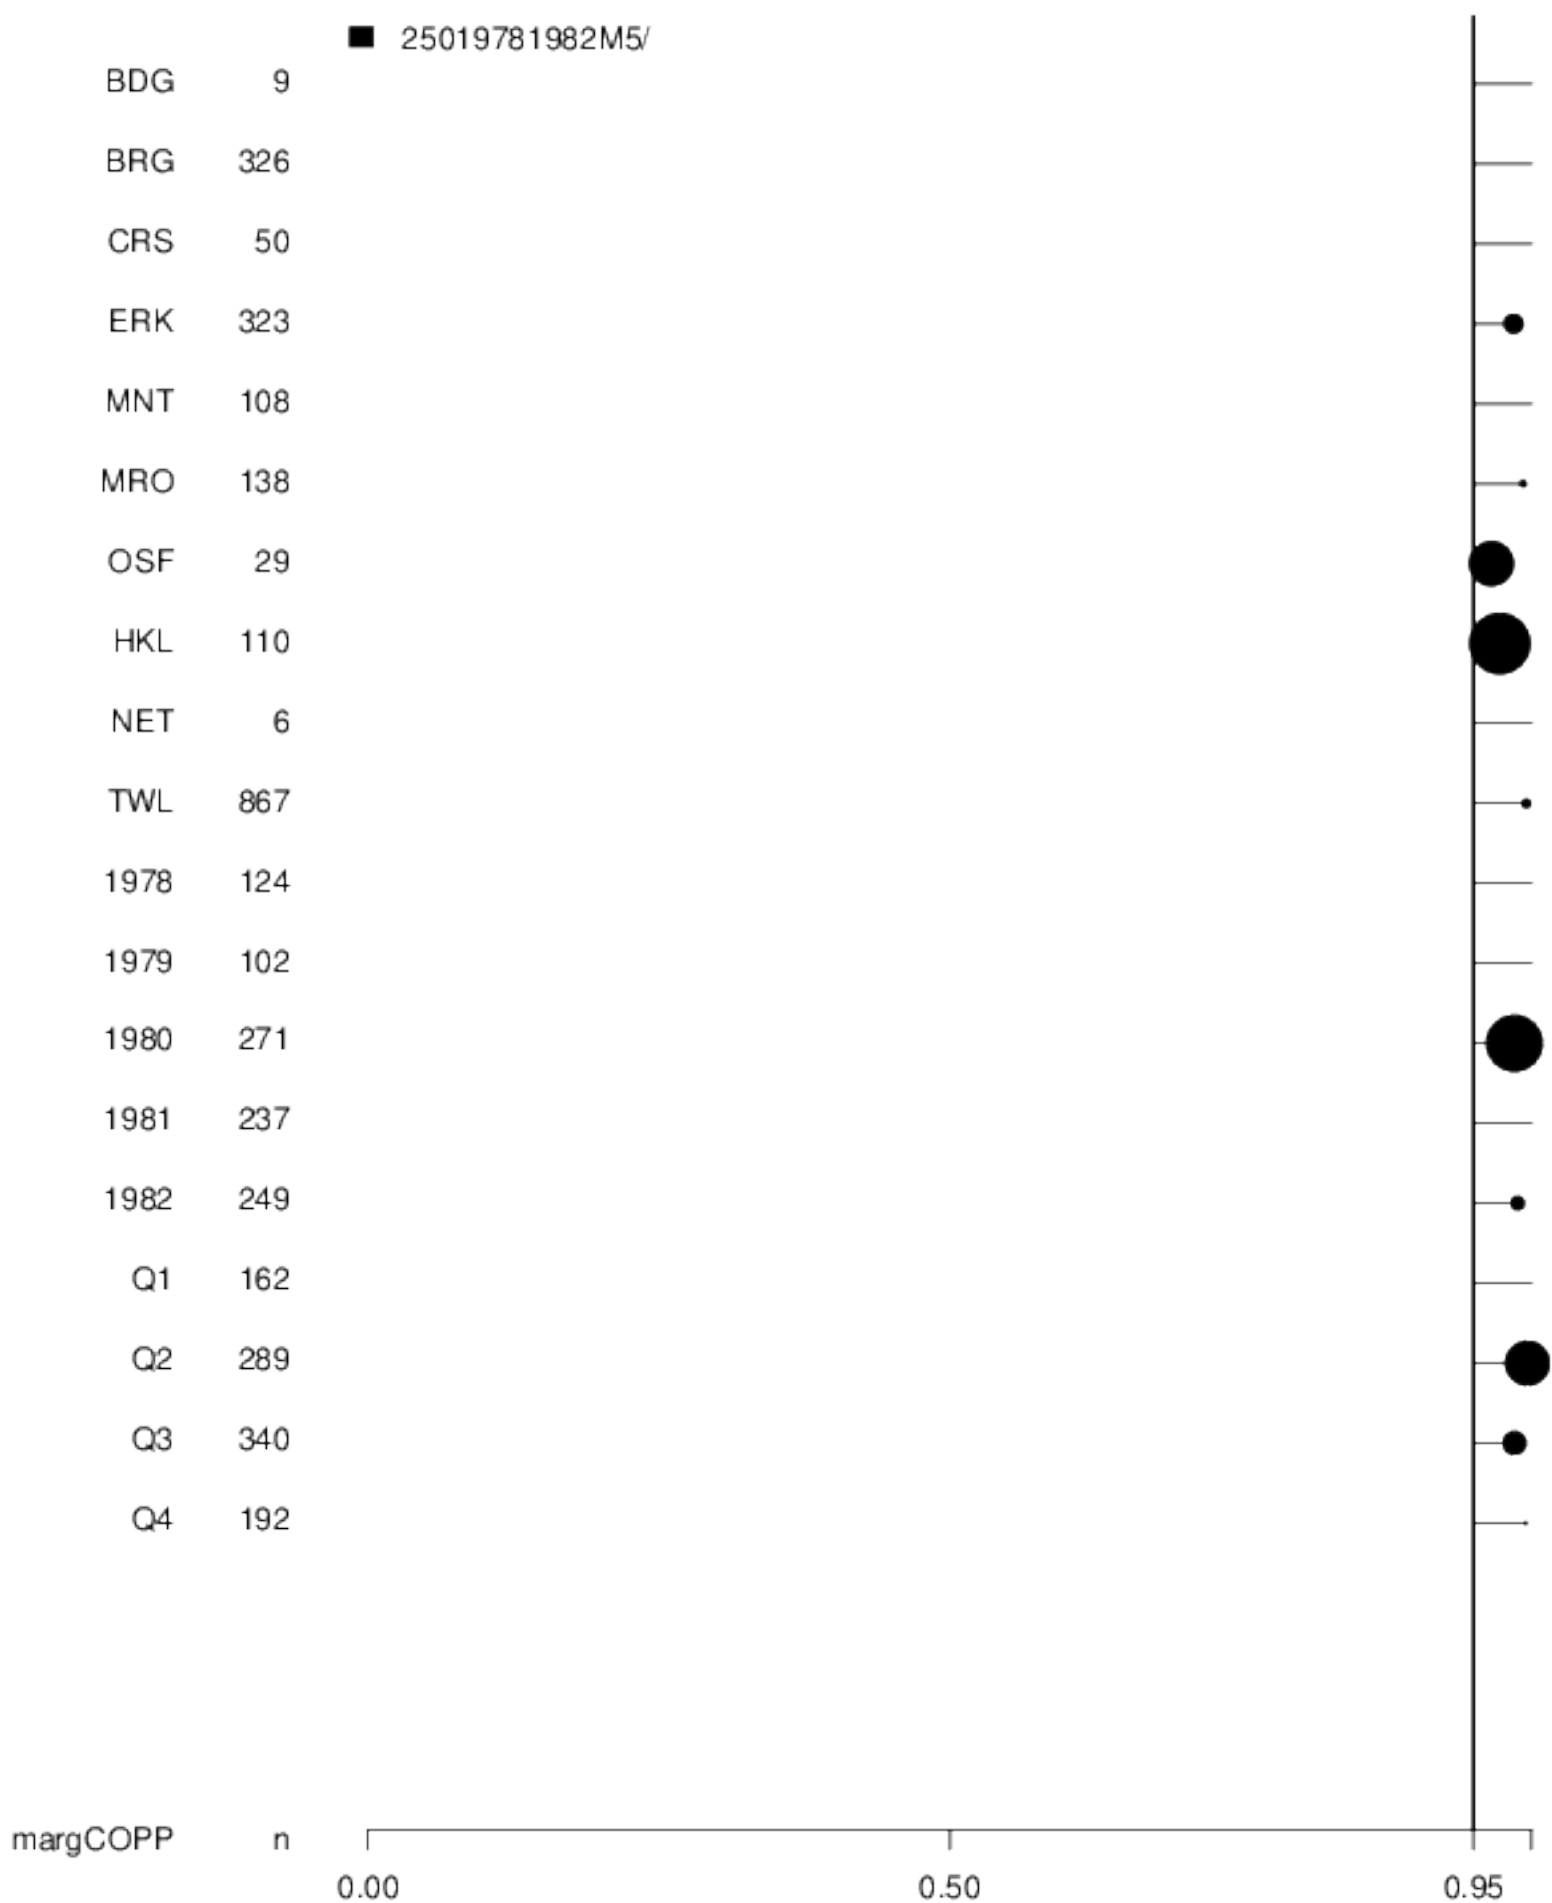 25019781982M5/
BDG 9
BRG 326
CRS 50
ERK 323
MNT 108
MRO 138
OSF 29
HKL 110
NET 6
TWL 867
1978 124
1979 102
1980 271
1981 237
1982 249
Q1 162
Q2 289
Q3 340
Q4 192
margCOPP n
0.00 0.50 0.95